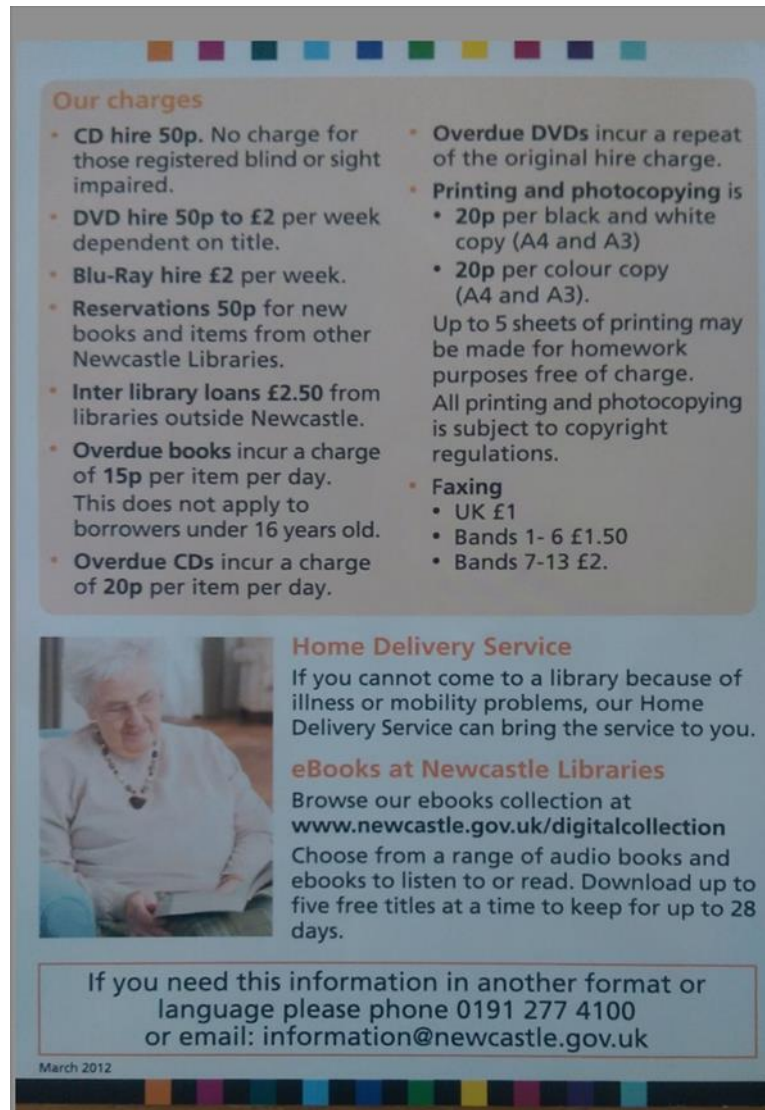 Our charges
• CD hire 50p. No charge for
those registered blind or sight
impaired.
• DVD hire 50p to £2 per week
dependent on title.
• Blu-Ray hire £2 per week.
• Reservations 50p for new
books and items from other
Newcastle Libraries.
• Inter library loans £2.50 from
libraries outside Newcastle.
• Overdue books incur a charge
of 15p per item per day.
This does not apply to
borrowers under 16 years old.
• Overdue CDs incur a charge
of 20p per item per day.
• Overdue DVDs incur a repeat
of the original hire charge.
• Printing and photocopying is
• 20p per black and white
copy (A4 and A3)
• 20p per colour copy
(A4 and A3).
Up to 5 sheets of printing may
be made for homework
purposes free of charge.
All printing and photocopying
is subject to copyright
regulations.
• Faxing
• UK £1
• Bands 1- 6 £1.50
• Bands 7-13 £2.
Home Delivery Service
If you cannot come to a library because of
illness or mobility problems, our Home
Delivery Service can bring the service to you.
eBooks at Newcastle Libraries
Browse our ebooks collection at
www.newcastle.gov.uk/digitalcollection
Choose from a range of audio books and
ebooks to listen to or read. Download up to
five free titles at a time to keep for up to 28
days.
If you need this information in another format or
language please phone 0191 277 4100
or email: information@newcastle.gov.uk
March 2012